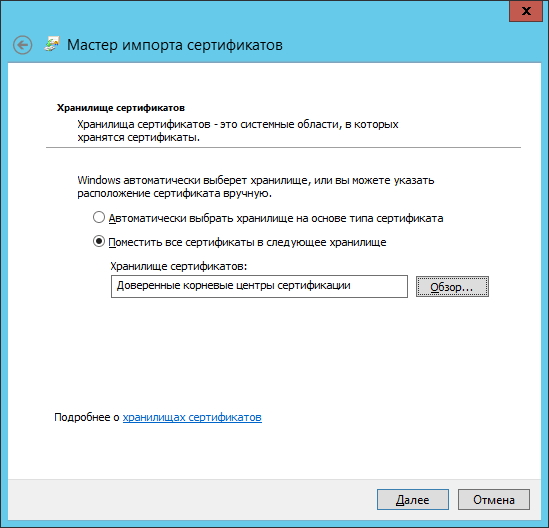 x
Мастер импорта сертификатов
Хранилище сертификатов
Хранилища сертификатов - это системные области, в которых
хранятся сертификаты.
Windows автоматически выберет хранилище, или вы можете указать
расположение сертификата вручную.
Автоматически выбрать хранилище на основе типа сертификата
Поместить все сертификаты в следующее хранилище
Хранилище сертификатов:
Доверенные корневые центры сертификации
Обзор...
Подробнее о хранилищах сертификатов
Далее
Отмена